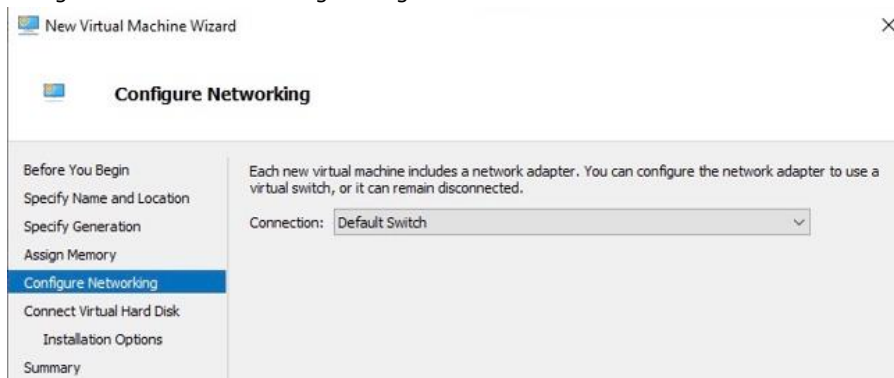 New Virtual Machine Wizard
Configure Networking
Before You Begin
Specify Name and Location
Specify Generation
Assign Memory
Configure Networking
Connect Virtual Hard Disk
Installation Options
Summary
Each new virtual machine includes a network adapter. You can configure the network adapter to use a
virtual switch, or it can remain disconnected.
Connection: Default Switch